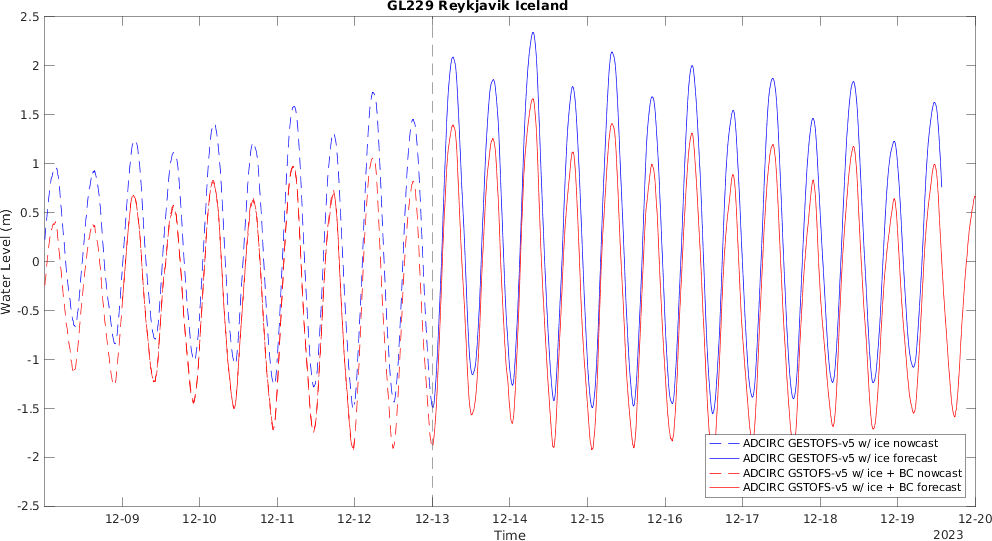 GL229 Reykjavik Iceland
2.5
2
1.5
1
0.5
0
-0.5
-1
-1.5
-2
-2.5
Water Level (m)
ADCIRC GESTOFS-v5 w/ ice nowcast
ADCIRC GESTOFS-v5 w/ ice forecast
ADCIRC GSTOFS-v5 w/ ice + BC nowcast
ADCIRC GSTOFS-v5 w/ ice + BC forecast
12-09 12-10 12-11 12-12 12-13 12-14 12-15 12-16 12-17 12-18 12-19 12-20
Time
2023